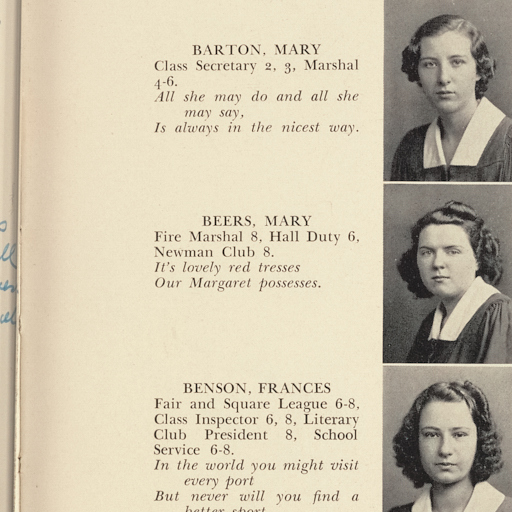 BARTON, MARY
Class Secretary 2, 3, Marshal
4-6.
All she may do and all she
may say,
Is always in the nicest way.
BEERS, MARY
Fire Marshal 8, Hall Duty 6,
Newman Club 8.
It's lovely red tresses
Our Margaret possesses.
BENSON, FRANCES
Fair and Square League 6-8,
Class Inspector 6, 8, Literary
Club President 8, School
Service 6-8.
In the world you might visit
every port
But never will you find a
better sport